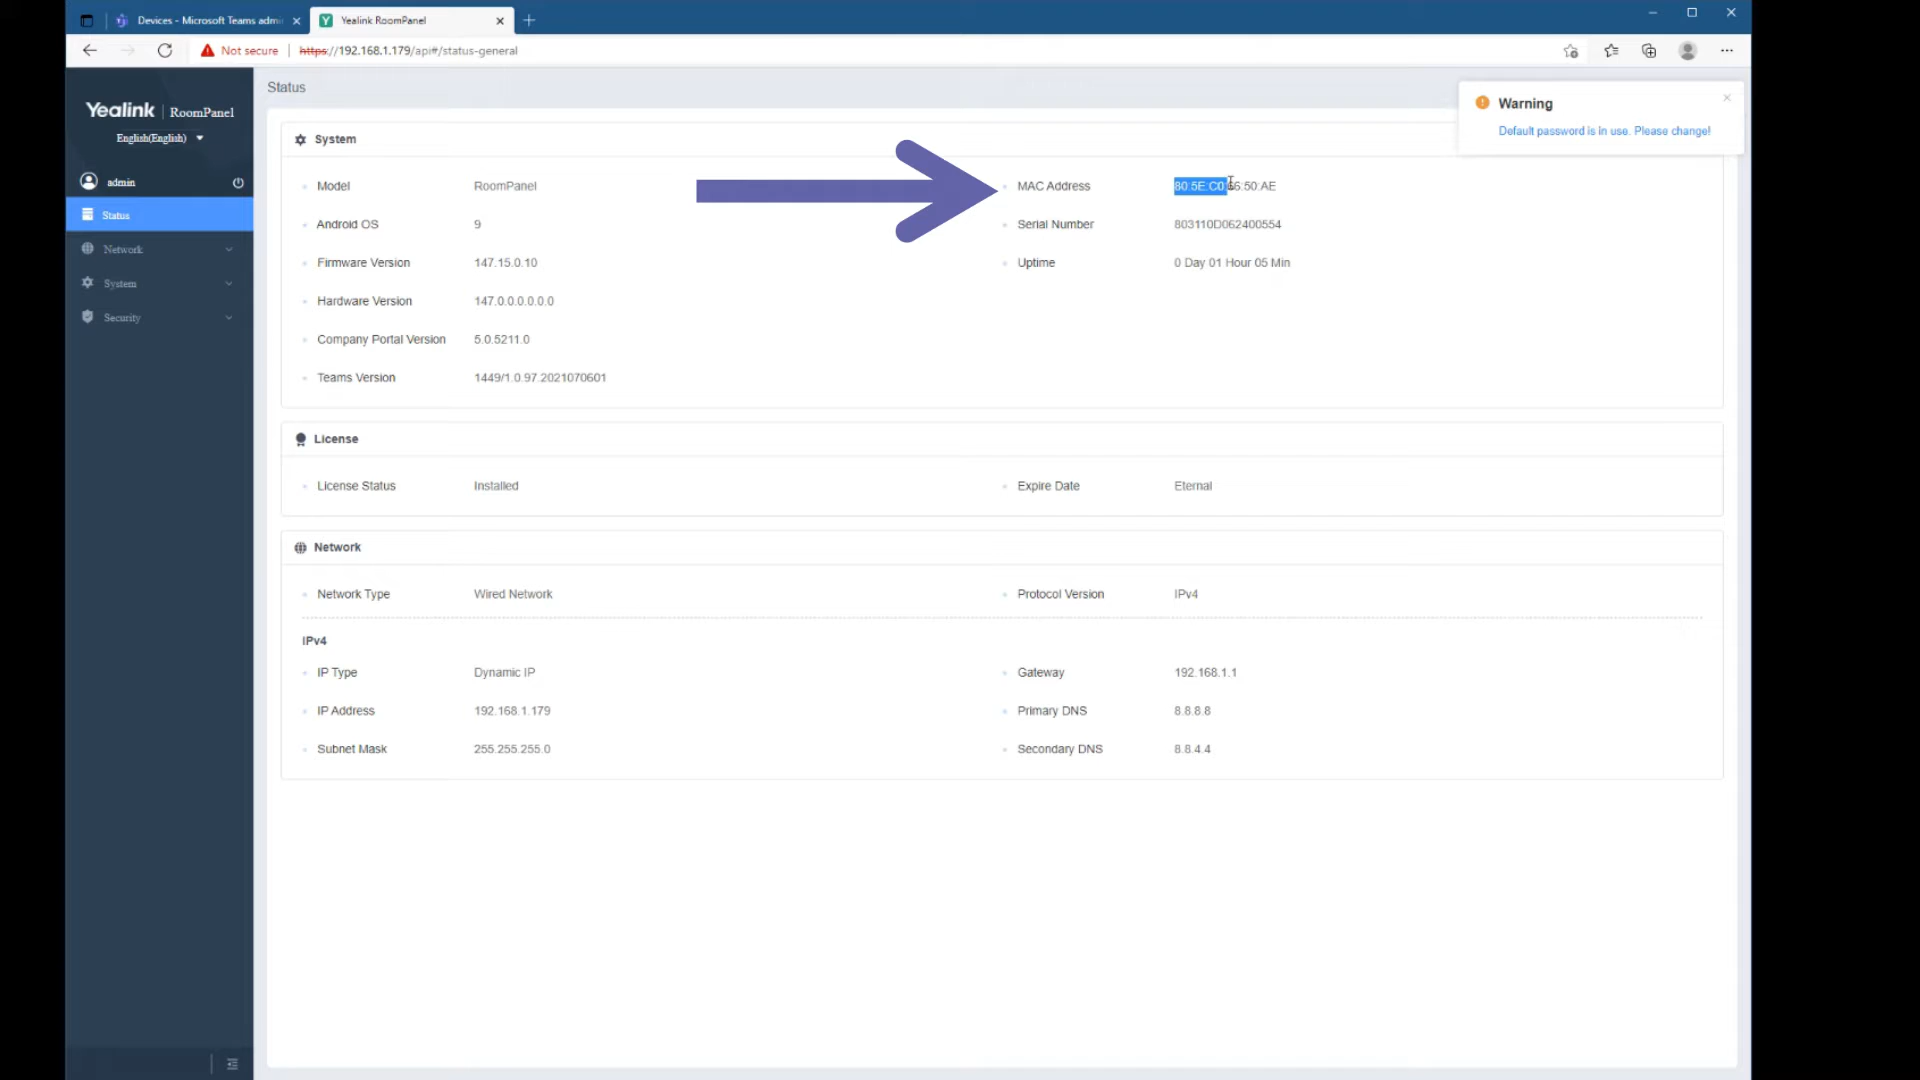 Devices - Microsoft Teams admi
Yealink RoomPanel
Not secure
https://192.168.1.179/api#/status-general
Yealink | RoomPanel
English(English)
admin
Status
Network
System
Security
Status
Warning
Default password is in use. Please change!
System
Model RoomPanel
MAC Address 80:5E:C0:66:50:AE
Android OS 9
Serial Number 803110D062400554
Firmware Version 147.15.0.10
Uptime 0 Day 01 Hour 05 Min
Hardware Version 147.0.0.0.0.0.0
Company Portal Version 5.0.5211.0
Teams Version 1449/1.0.97.2021070601
License
License Status Installed
Expire Date Eternal
Network
Network Type Wired Network
Protocol Version IPv4
IPv4
IP Type Dynamic IP
Gateway 192.168.1.1
IP Address 192.168.1.179
Primary DNS 8.8.8.8
Subnet Mask 255.255.255.0
Secondary DNS 8.8.4.4